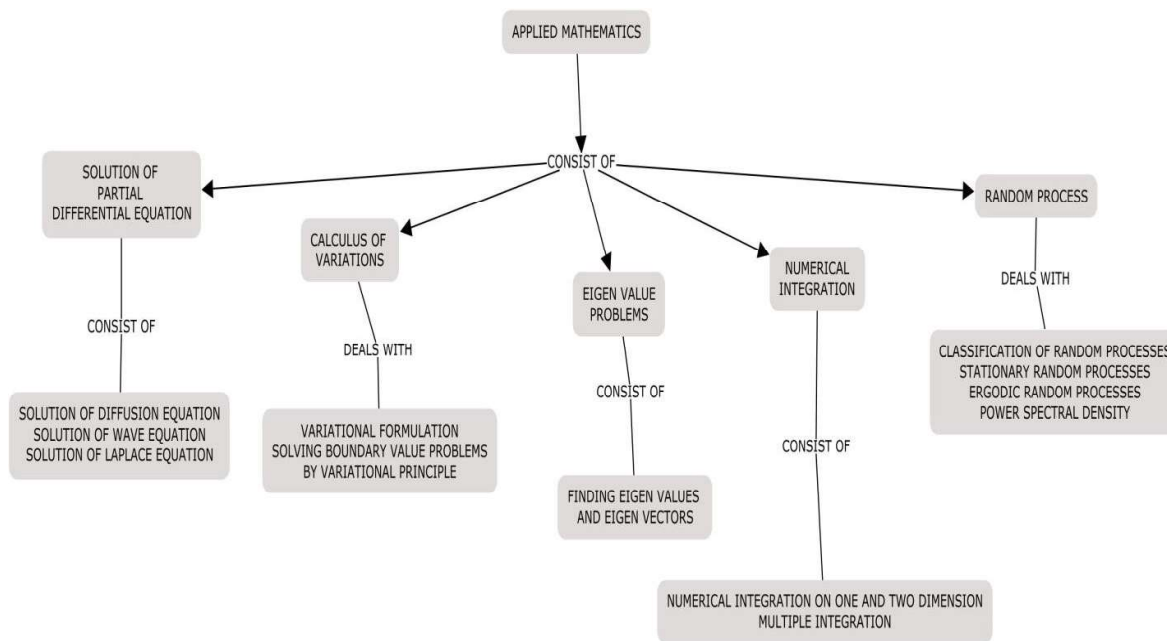 APPLIED MATHEMATICS
CONSIST OF
SOLUTION OF
PARTIAL
DIFFERENTIAL EQUATION
CONSIST OF
SOLUTION OF DIFFUSION EQUATION
SOLUTION OF WAVE EQUATION
SOLUTION OF LAPLACE EQUATION
CALCULUS OF
VARIATIONS
DEALS WITH
VARIATIONAL FORMULATION
SOLVING BOUNDARY VALUE PROBLEMS
BY VARIATIONAL PRINCIPLE
EIGEN VALUE
PROBLEMS
CONSIST OF
FINDING EIGEN VALUES
AND EIGEN VECTORS
NUMERICAL
INTEGRATION
CONSIST OF
NUMERICAL INTEGRATION ON ONE AND TWO DIMENSION
MULTIPLE INTEGRATION
RANDOM PROCESS
DEALS WITH
CLASSIFICATION OF RANDOM PROCESSES
STATIONARY RANDOM PROCESSES
ERGODIC RANDOM PROCESSES
POWER SPECTRAL DENSITY